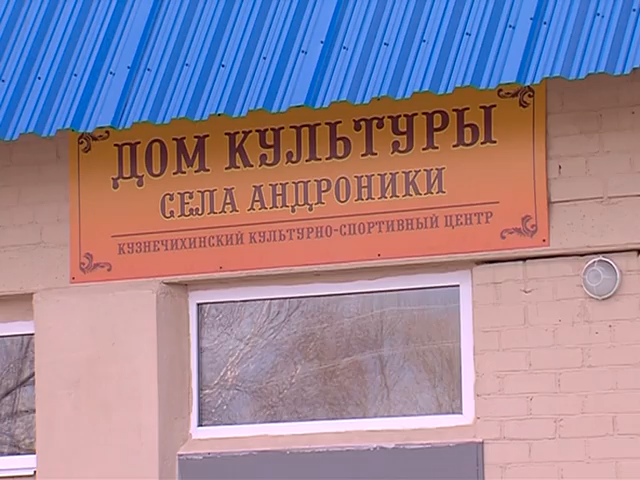 ДОМ КУЛЬТУРЫ
СЕЛА АНДРОНИКИ
КУЗНЕЧИХИНСКИЙ КУЛЬТУРНО-СПОРТИВНЫЙ ЦЕНТР